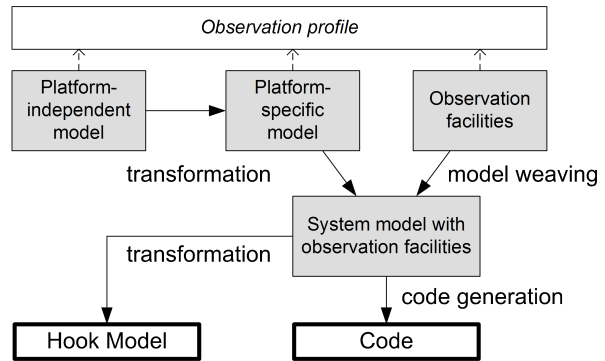 Observation profile
Platform-
independent
model
Platform-
specific
model
Observation
facilities
transformation
model weaving
System model with
observation facilities
transformation
code generation
Hook Model
Code